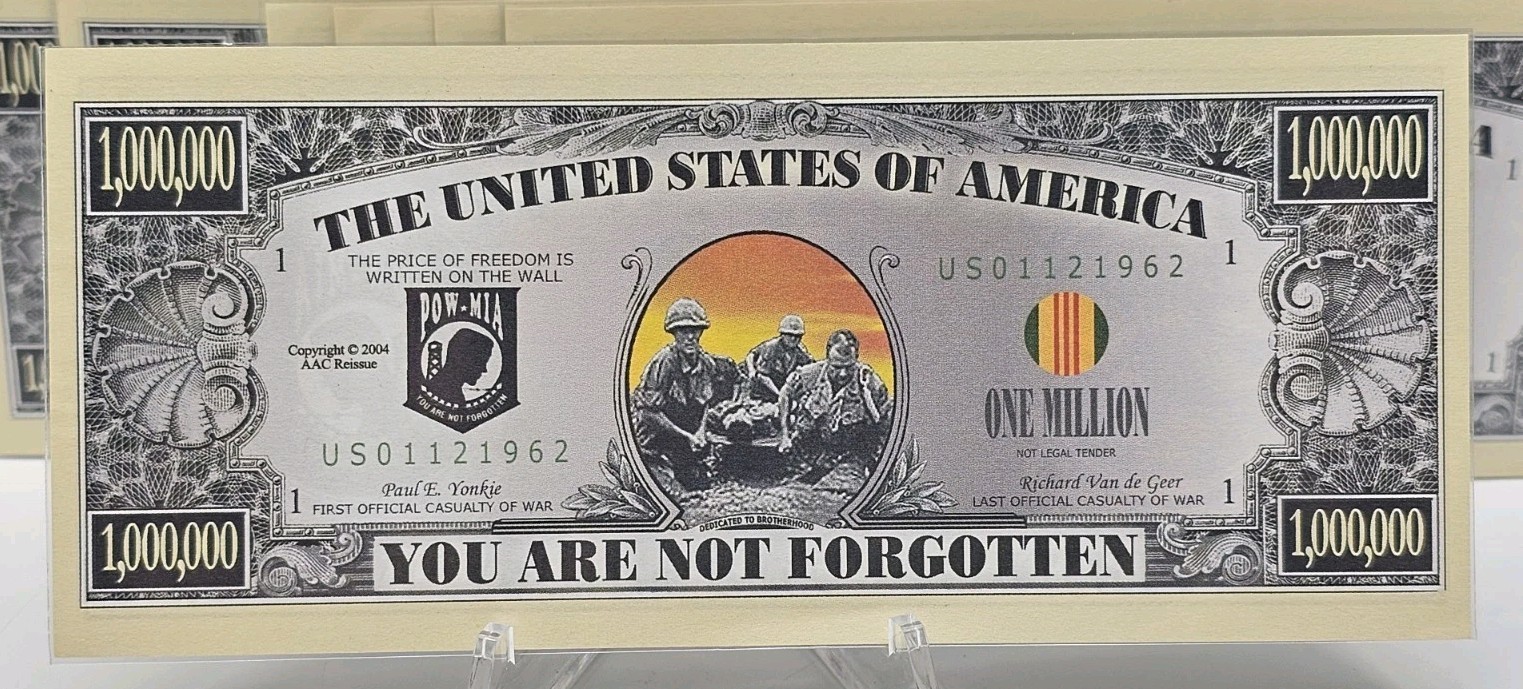 1,000,000
1,000,000
THE UNITED STATES OF AMERICA
1
1
THE PRICE OF FREEDOM IS
WRITTEN ON THE WALL
US01121962
POW★MIA
YOU ARE NOT FORGOTTEN
Copyright © 2004
AAC Reissue
ONE MILLION
NOT LEGAL TENDER
US01121962
Paul E. Yonkie
FIRST OFFICIAL CASUALTY OF WAR
Richard Van de Geer
LAST OFFICIAL CASUALTY OF WAR
1
1
DEDICATED TO BROTHERHOOD
1,000,000
YOU ARE NOT FORGOTTEN
1,000,000